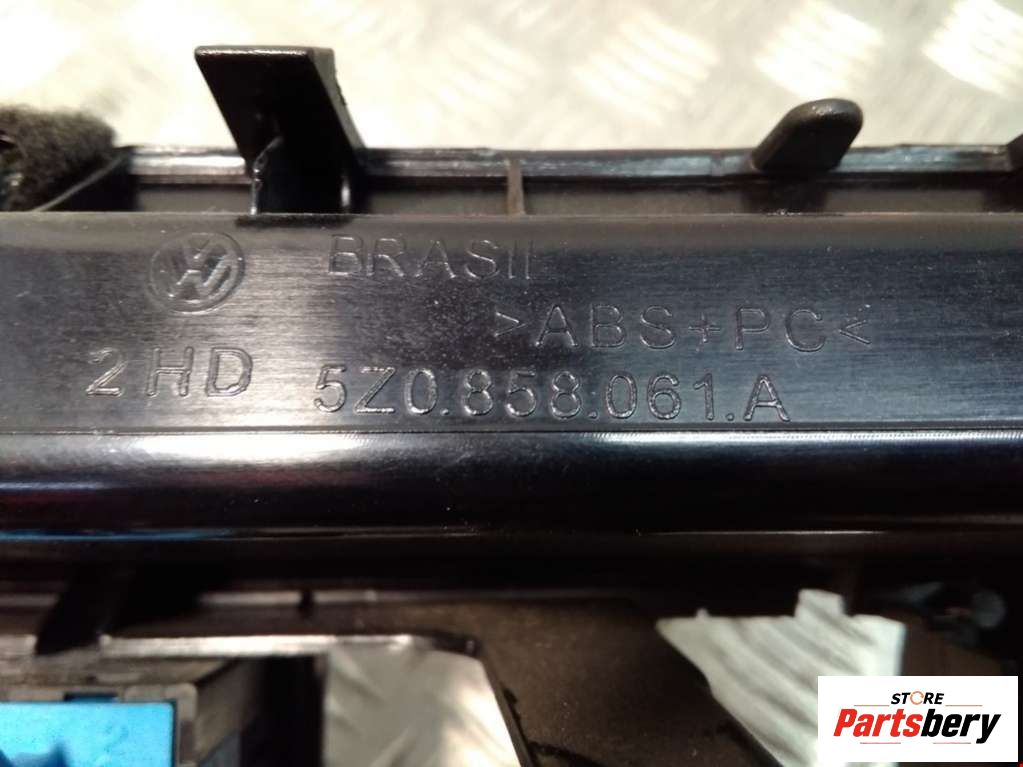 BRASIL
>ABS+PC<
2HD 5Z0.858.061.A
STORE
Partsbery